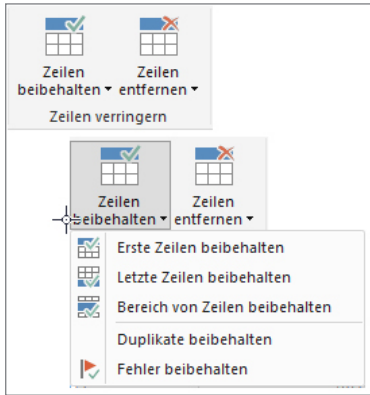 Zeilen Zeilen
beibehalten entfernen
Zeilen verringern
Zeilen Zeilen
beibehalten entfernen
Erste Zeilen beibehalten
Letzte Zeilen beibehalten
Bereich von Zeilen beibehalten
Duplikate beibehalten
Fehler beibehalten